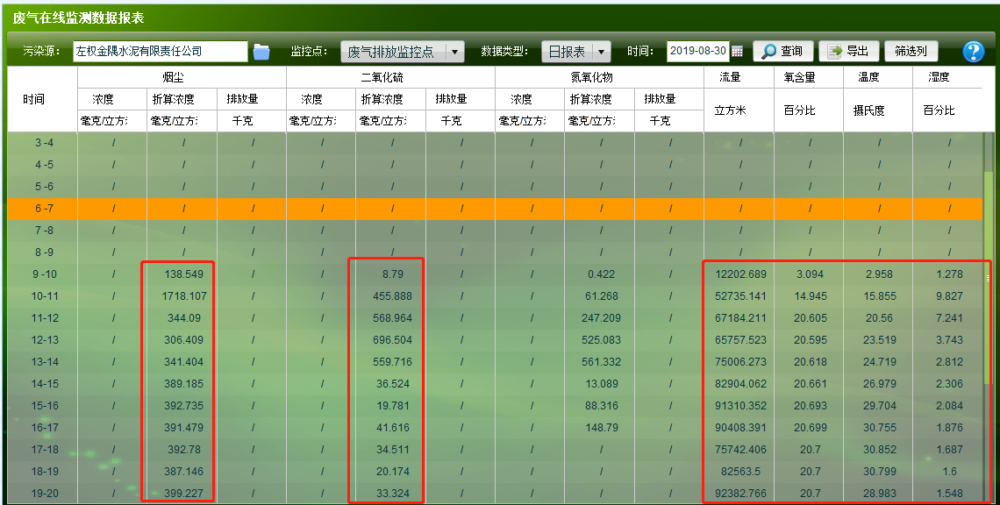 废气在线监测数据报表
污染源： 左权金隅水泥有限责任公司 监控点： 废气排放监控点 数据类型： 日报表 时间： 2019-08-30 查询 导出 筛选列 ?
时间 烟尘 二氧化硫 氮氧化物 流量 氧含量 温度 湿度
浓度 折算浓度 排放量 浓度 折算浓度 排放量 浓度 折算浓度 排放量 立方米 百分比 摄氏度 百分比
毫克/立方 毫克/立方 千克 毫克/立方 毫克/立方 千克 毫克/立方 毫克/立方 千克
3 -4 / / / / / / / / / / / / /
4 -5 / / / / / / / / / / / / /
5 -6 / / / / / / / / / / / / /
6 -7 / / / / / / / / / / / / /
7 -8 / / / / / / / / / / / / /
8 -9 / / / / / / / / / / / / /
9 -10 / 138.549 / / 8.79 / / 0.422 / 12202.689 3.094 2.958 1.278
10-11 / 1718.107 / / 455.888 / / 61.268 / 52735.141 14.945 15.855 9.827
11-12 / 344.09 / / 568.964 / / 247.209 / 67184.211 20.605 20.56 7.241
12-13 / 306.409 / / 696.504 / / 525.083 / 65757.523 20.595 23.519 3.743
13-14 / 341.404 / / 559.716 / / 561.332 / 75006.273 20.618 24.719 2.812
14-15 / 389.185 / / 36.524 / / 13.089 / 82904.062 20.661 26.979 2.306
15-16 / 392.735 / / 19.781 / / 88.316 / 91310.352 20.693 29.704 2.084
16-17 / 391.479 / / 41.616 / / 148.79 / 90408.391 20.699 30.755 1.876
17-18 / 392.78 / / 34.511 / / / / 75742.406 20.7 30.852 1.687
18-19 / 387.146 / / 20.174 / / / / 82563.5 20.7 30.799 1.6
19-20 / 399.227 / / 33.324 / / / / 92382.766 20.7 28.983 1.548